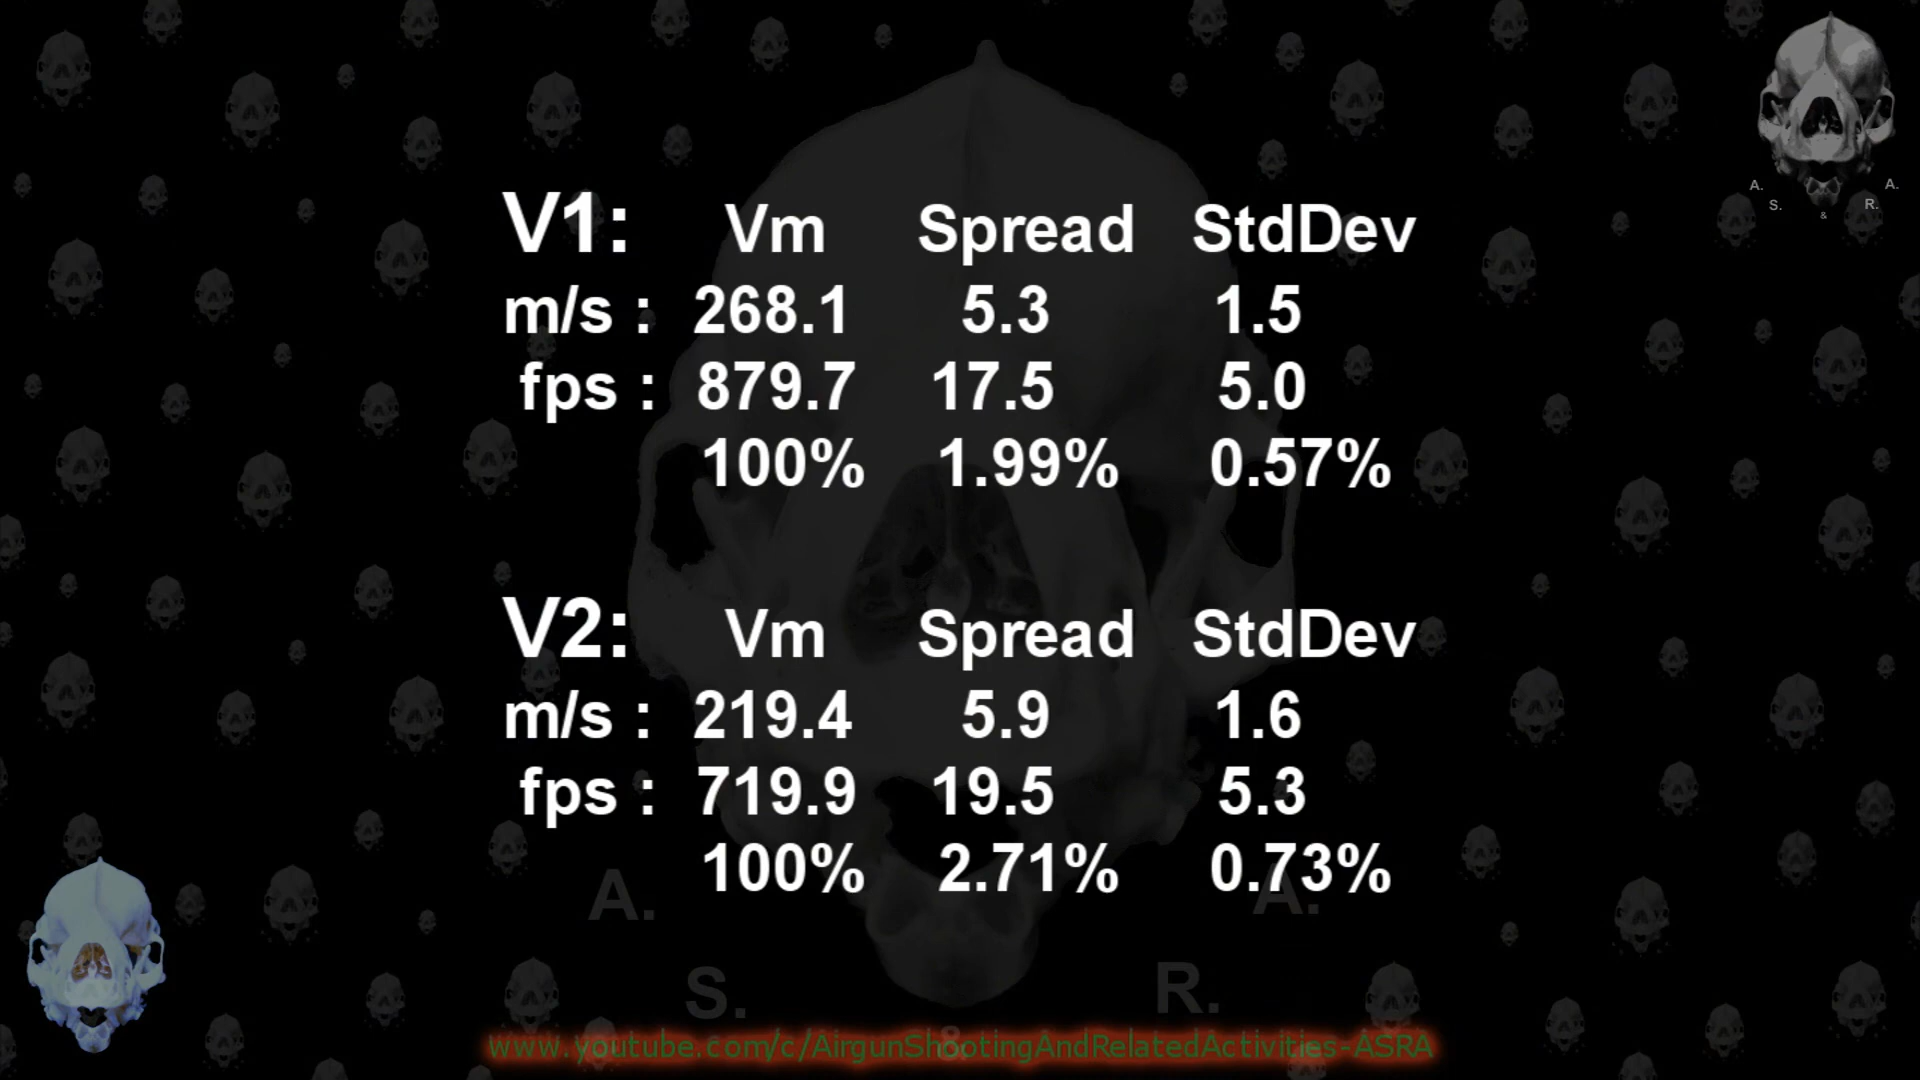 V1: Vm Spread StdDev
m/s : 268.1 5.3 1.5
fps : 879.7 17.5 5.0
100% 1.99% 0.57%
V2: Vm Spread StdDev
m/s : 219.4 5.9 1.6
fps : 719.9 19.5 5.3
100% 2.71% 0.73%
A. A.
S. R.
&
A. A.
S. R.
&
www.youtube.com/c/AirgunShootingAndRelatedActivities-ASRA